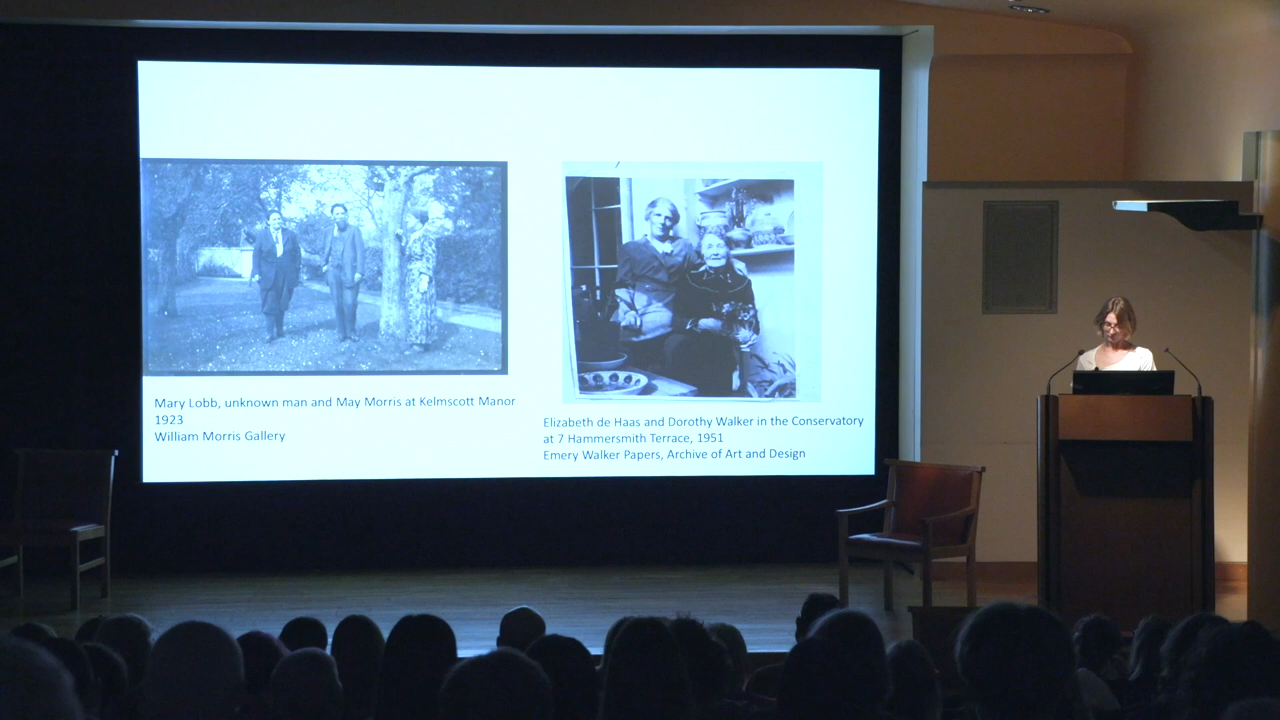 Mary Lobb, unknown man and May Morris at Kelmscott Manor
1923
William Morris Gallery
Elizabeth de Haas and Dorothy Walker in the Conservatory
at 7 Hammersmith Terrace, 1951
Emery Walker Papers, Archive of Art and Design